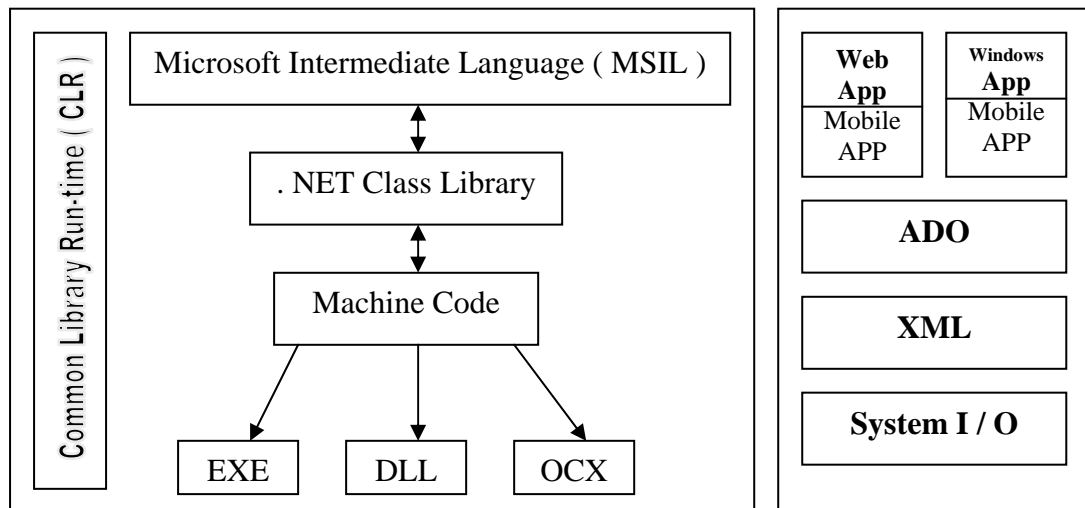 Common Library Run-time ( CLR )
Microsoft Intermediate Language ( MSIL )
. NET Class Library
Machine Code
EXE
DLL
OCX
Web
App
Mobile
APP
Windows
App
Mobile
APP
ADO
XML
System I / O